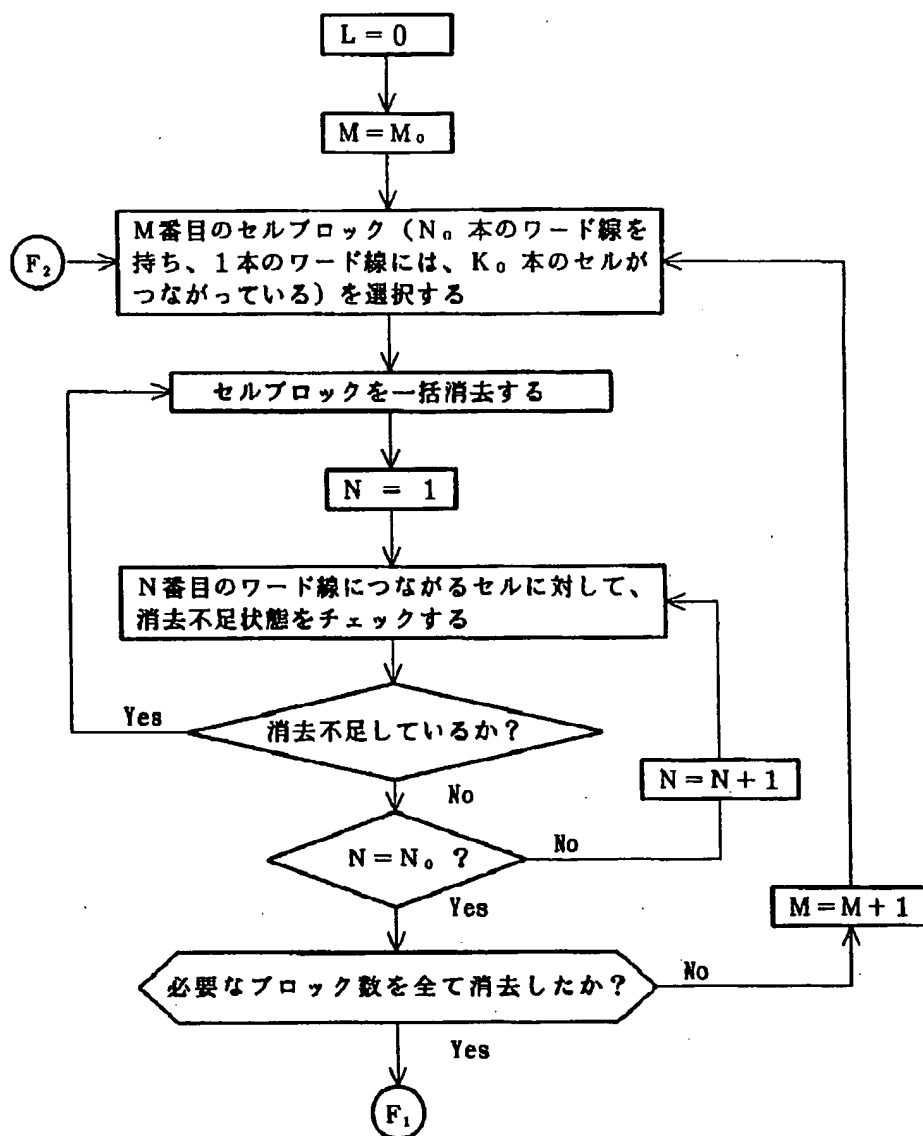 L=0
M=M₀
M番目のセルブロック（N₀本のワード線を
持ち、1本のワード線には、K₀本のセルが
つながっている）を選択する
F₂
セルブロックを一括消去する
N = 1
N番目のワード線につながるセルに対して、
消去不足状態をチェックする
Yes
消去不足しているか？
No
N=N+1
N=N₀？
No
Yes
M=M+1
必要なブロック数を全て消去したか？
No
Yes
F₁